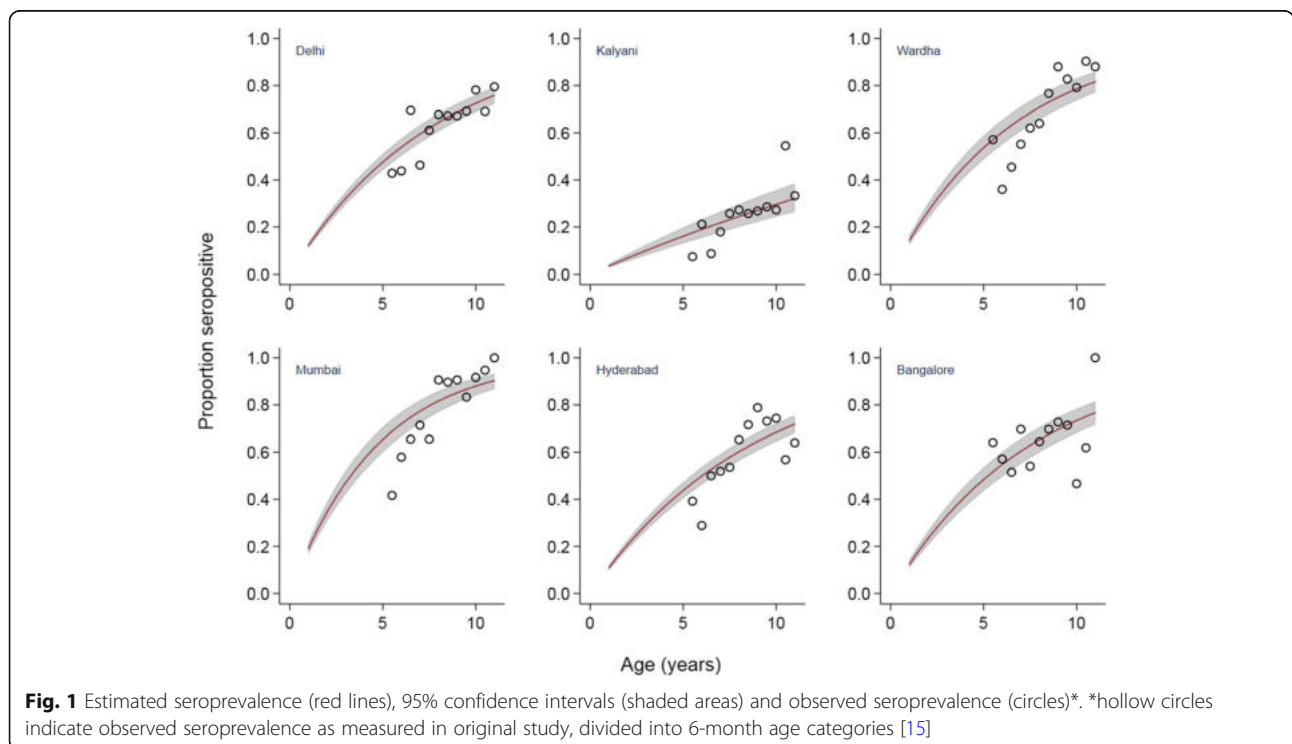 Proportion seropositive
Delhi
1.0
0.8
0.6
0.4
0.2
0.0
0 5 10
Kalyani
1.0
0.8
0.6
0.4
0.2
0.0
0 5 10
Wardha
1.0
0.8
0.6
0.4
0.2
0.0
0 5 10
Mumbai
1.0
0.8
0.6
0.4
0.2
0.0
0 5 10
Hyderabad
1.0
0.8
0.6
0.4
0.2
0.0
0 5 10
Bangalore
1.0
0.8
0.6
0.4
0.2
0.0
0 5 10
Age (years)
Fig. 1 Estimated seroprevalence (red lines), 95% confidence intervals (shaded areas) and observed seroprevalence (circles)*. *hollow circles
indicate observed seroprevalence as measured in original study, divided into 6-month age categories [15]